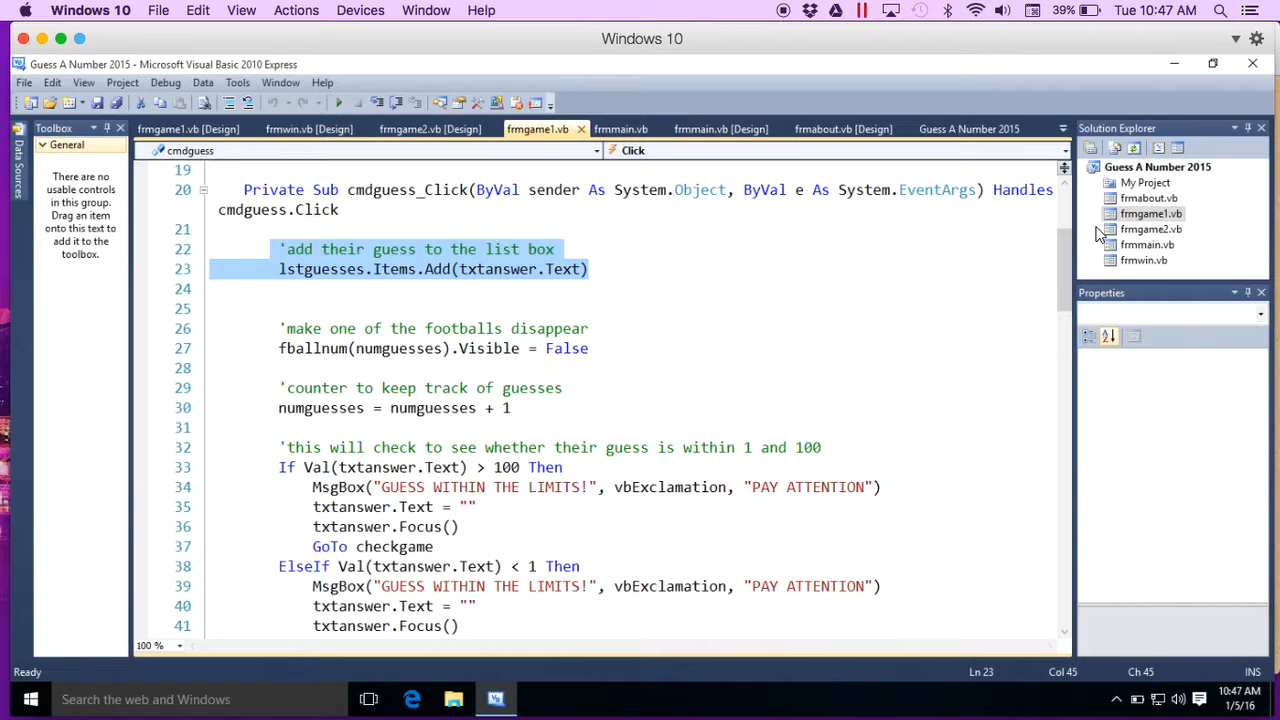 Windows 10 File Edit View Actions Devices Window Help 39% Tue 10:47 AM
Windows 10
Guess A Number 2015 - Microsoft Visual Basic 2010 Express
File Edit View Project Debug Data Tools Window Help
Toolbox
General
There are no
usable controls
in this group.
Drag an item
onto this text to
add it to the
toolbox.
Data Sources
frmgame1.vb [Design] frmwin.vb [Design] frmgame2.vb [Design] frmgame1.vb frmmain.vb frmmain.vb [Design] frmabout.vb [Design] Guess A Number 2015
cmdguess Click
19
20 Private Sub cmdguess_Click(ByVal sender As System.Object, ByVal e As System.EventArgs) Handles
cmdguess.Click
21
22 'add their guess to the list box
23 lstguesses.Items.Add(txtanswer.Text)
24
25
26 'make one of the footballs disappear
27 fballnum(numguesses).Visible = False
28
29 'counter to keep track of guesses
30 numguesses = numguesses + 1
31
32 'this will check to see whether their guess is within 1 and 100
33 If Val(txtanswer.Text) > 100 Then
34 MsgBox("GUESS WITHIN THE LIMITS!", vbExclamation, "PAY ATTENTION")
35 txtanswer.Text = ""
36 txtanswer.Focus()
37 GoTo checkgame
38 ElseIf Val(txtanswer.Text) < 1 Then
39 MsgBox("GUESS WITHIN THE LIMITS!", vbExclamation, "PAY ATTENTION")
40 txtanswer.Text = ""
41 txtanswer.Focus()
100 %
Solution Explorer
Guess A Number 2015
My Project
frmabout.vb
frmgame1.vb
frmgame2.vb
frmmain.vb
frmwin.vb
Properties
Ready Ln 23 Col 45 Ch 45 INS
Search the web and Windows
10:47 AM
1/5/16